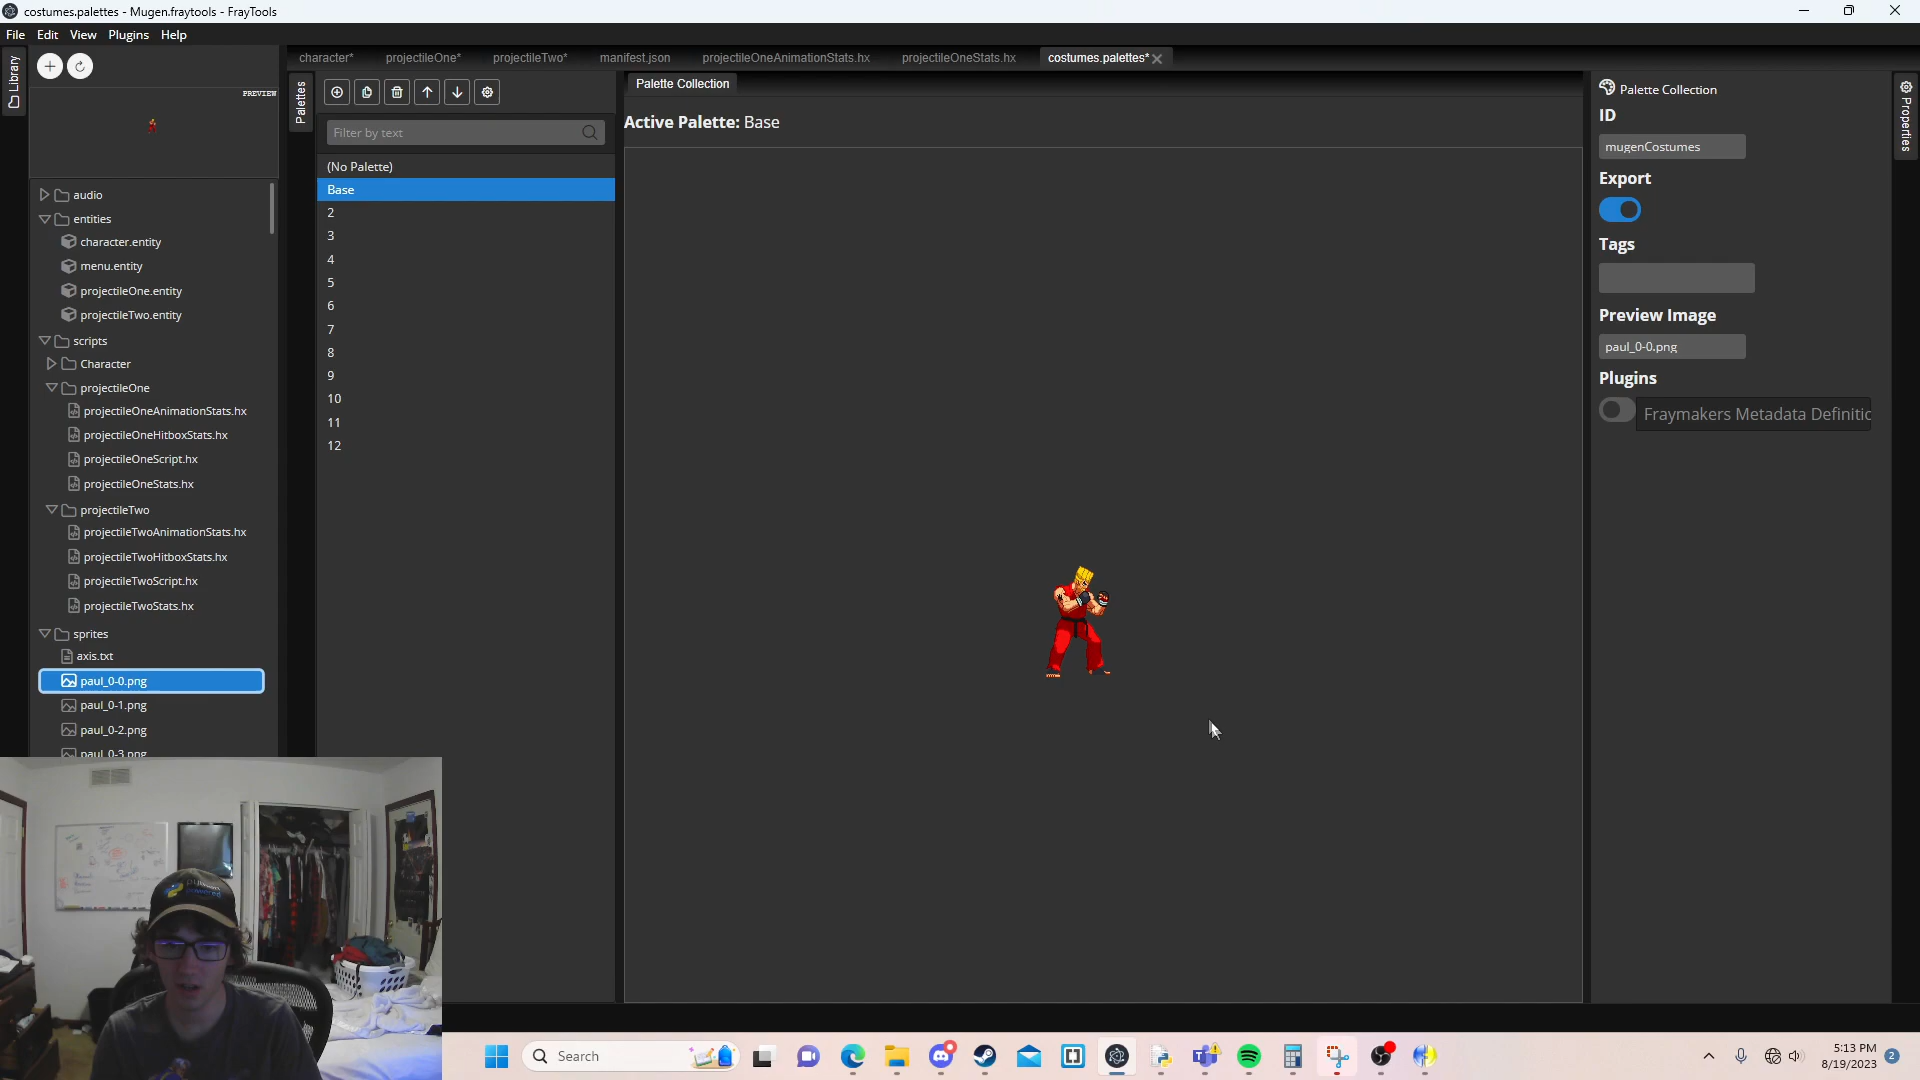 costumes.palettes - Mugen.fraytools - FrayTools
File Edit View Plugins Help
Library
PREVIEW
audio
entities
character.entity
menu.entity
projectileOne.entity
projectileTwo.entity
scripts
Character
projectileOne
projectileOneAnimationStats.hx
projectileOneHitboxStats.hx
projectileOneScript.hx
projectileOneStats.hx
projectileTwo
projectileTwoAnimationStats.hx
projectileTwoHitboxStats.hx
projectileTwoScript.hx
projectileTwoStats.hx
sprites
axis.txt
paul_0-0.png
paul_0-1.png
paul_0-2.png
paul_0-3.png
character* projectileOne* projectileTwo* manifest.json projectileOneAnimationStats.hx projectileOneStats.hx costumes.palettes*
Palettes
Filter by text
(No Palette)
Base
2
3
4
5
6
7
8
9
10
11
12
Palette Collection
Active Palette: Base
Palette Collection
ID
mugenCostumes
Export
Tags
Preview Image
paul_0-0.png
Plugins
Fraymakers Metadata Definitic
Properties
Search
5:13 PM
8/19/2023
2